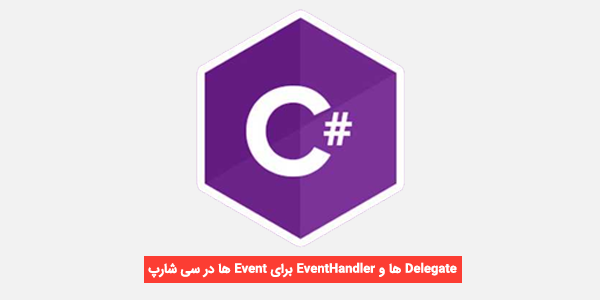 C#
Delegate ها و EventHandler برای Event ها در سی شارپ